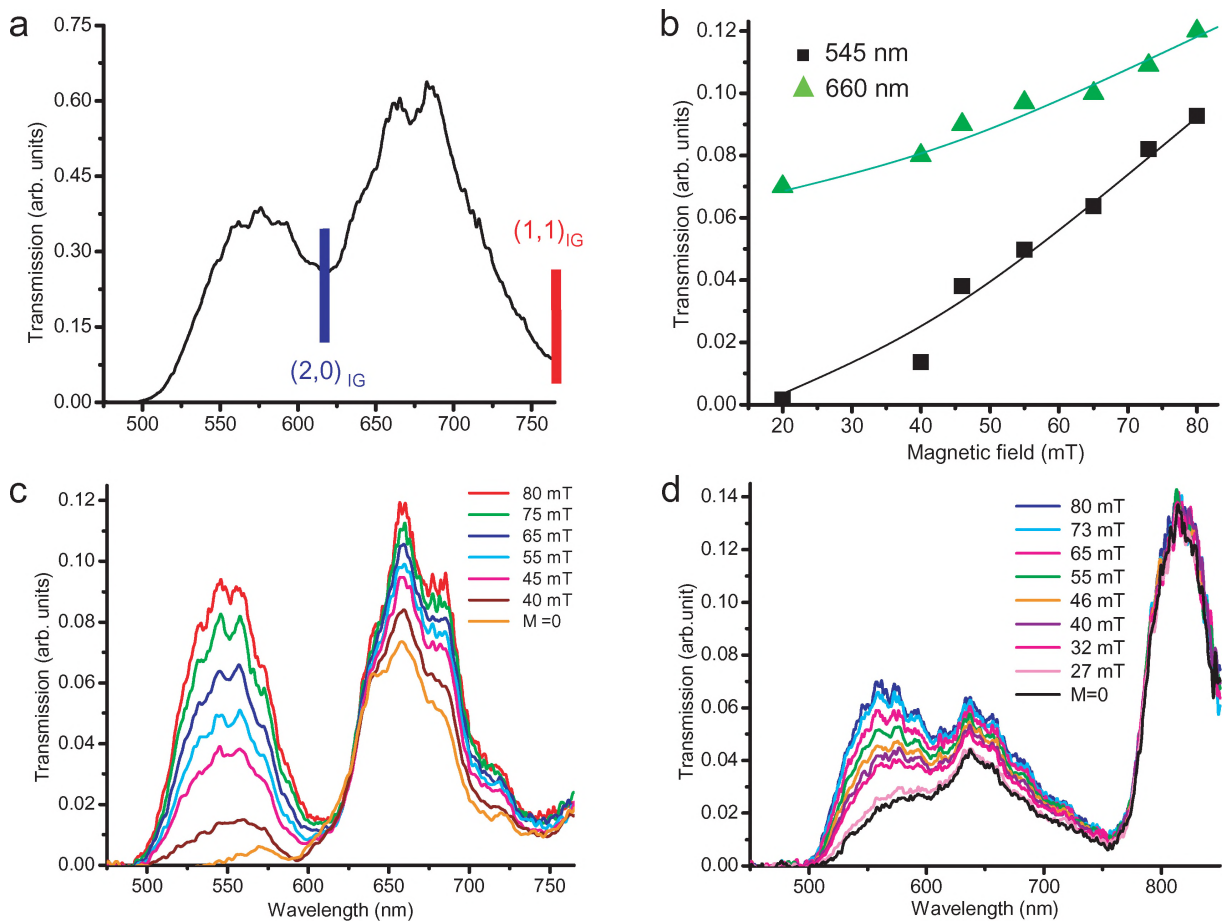 a
0.75
0.60
0.45
0.30
0.15
0.00
Transmission (arb. units)
(2,0) IG
(1,1)IG
500
550
600
650
700
750
b
0.12
0.10
0.08
0.06
0.04
0.02
0.00
Transmission (arb. units)
545 nm
660 nm
20
30
40
50
60
70
80
Magnetic field (mT)
c
0.12
0.10
0.08
0.06
0.04
0.02
0.00
Transmission (arb. units)
80 mT
75 mT
65 mT
55 mT
45 mT
40 mT
M =0
500
550
600
650
700
750
Wavelength (nm)
d
0.14
0.12
0.10
0.08
0.06
0.04
0.02
0.00
Transmission (arb.unit)
80 mT
73 mT
65 mT
55 mT
46 mT
40 mT
32 mT
27 mT
M=0
500
600
700
800
Wavelength (nm)